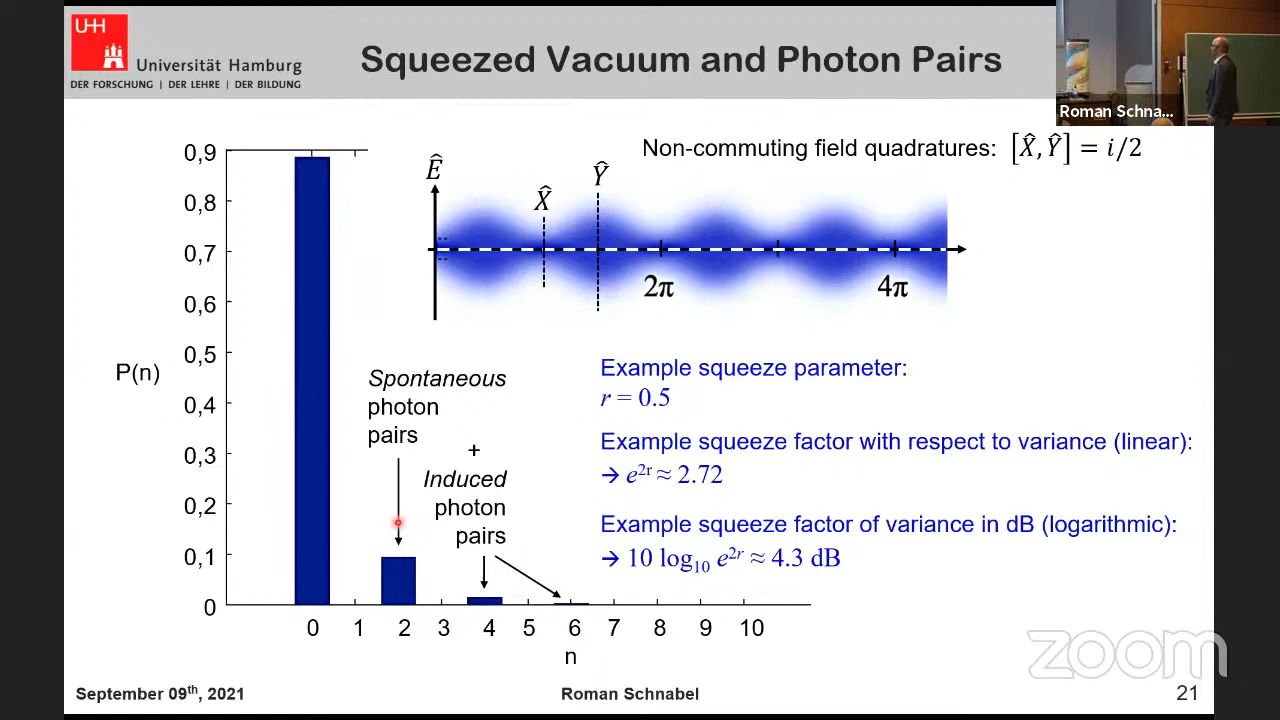 UHH
Universität Hamburg
DER FORSCHUNG | DER LEHRE | DER BILDUNG
Squeezed Vacuum and Photon Pairs
Roman Schna...
Non-commuting field quadratures: [X̂, Ŷ] = i/2
Ê
X̂
Ŷ
2π
4π
0,9
0,8
0,7
0,6
0,5
0,4
0,3
0,2
0,1
0
P(n)
Spontaneous
photon
pairs
+
Induced
photon
pairs
0 1 2 3 4 5 6 7 8 9 10
n
Example squeeze parameter:
r = 0.5
Example squeeze factor with respect to variance (linear):
→ e²ʳ ≈ 2.72
Example squeeze factor of variance in dB (logarithmic):
→ 10 log₁₀ e²ʳ ≈ 4.3 dB
zoom
September 09th, 2021
Roman Schnabel
21